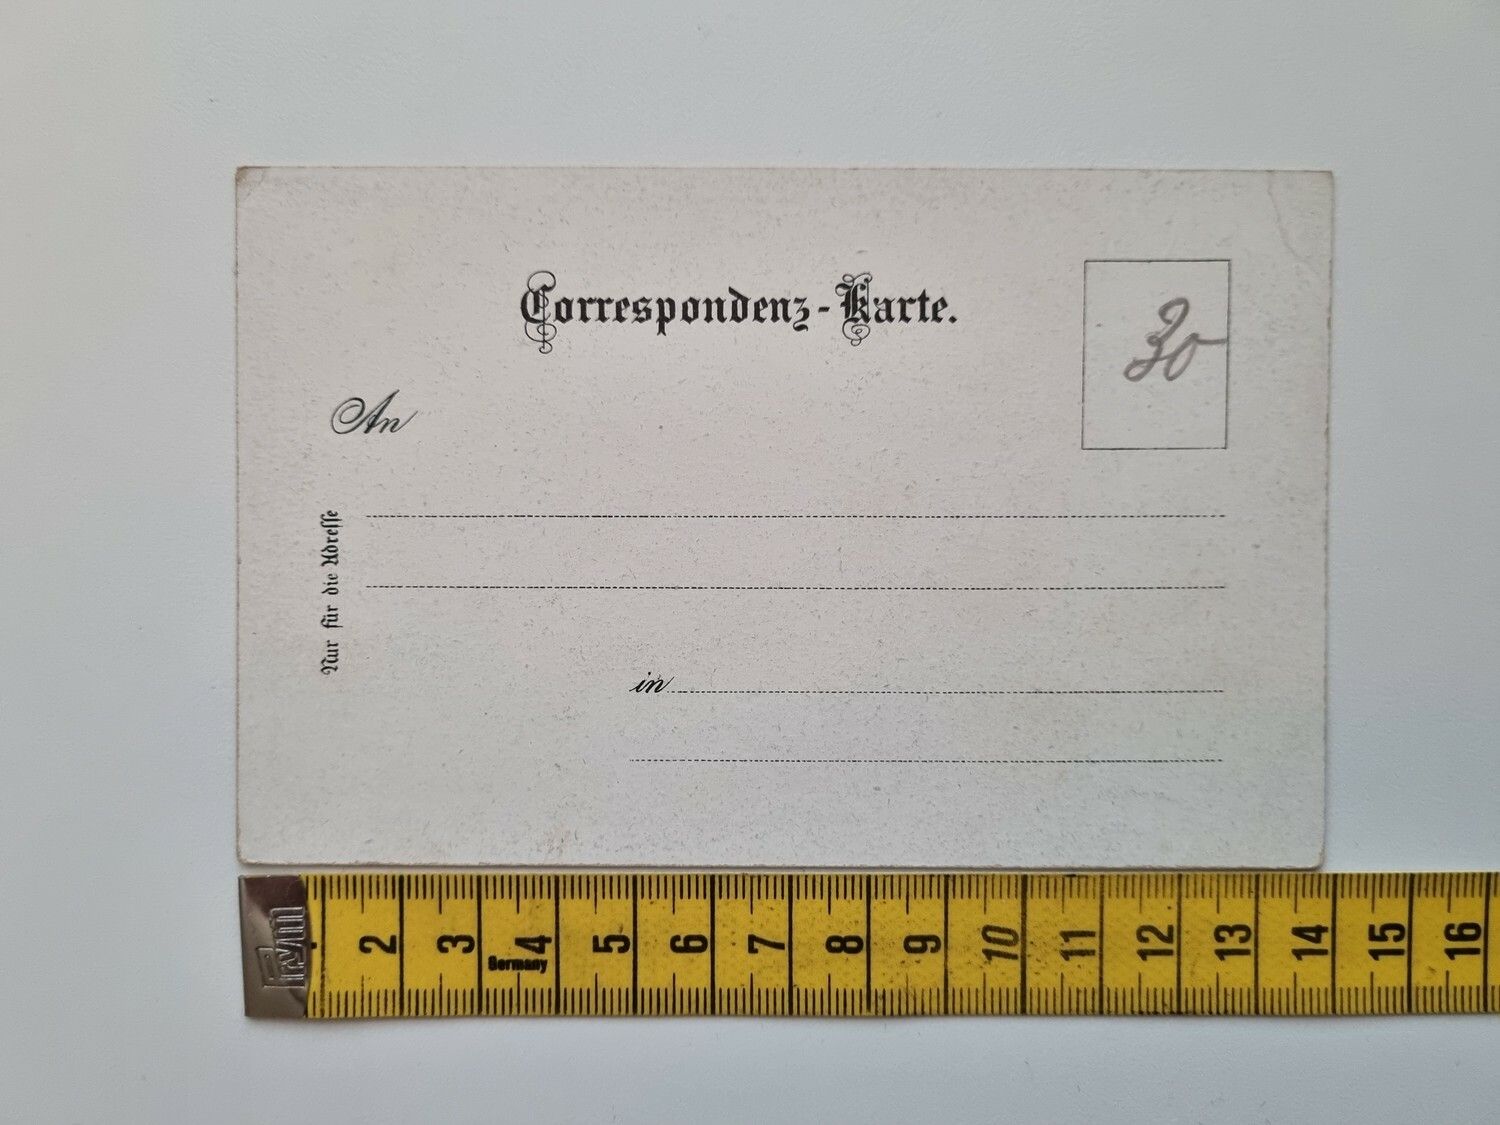 Correspondenz-Karte.
30
An
Nur für die Adresse
in
Prym
2 3 4 5 6 7 8 9 10 11 12 13 14 15 16
Germany